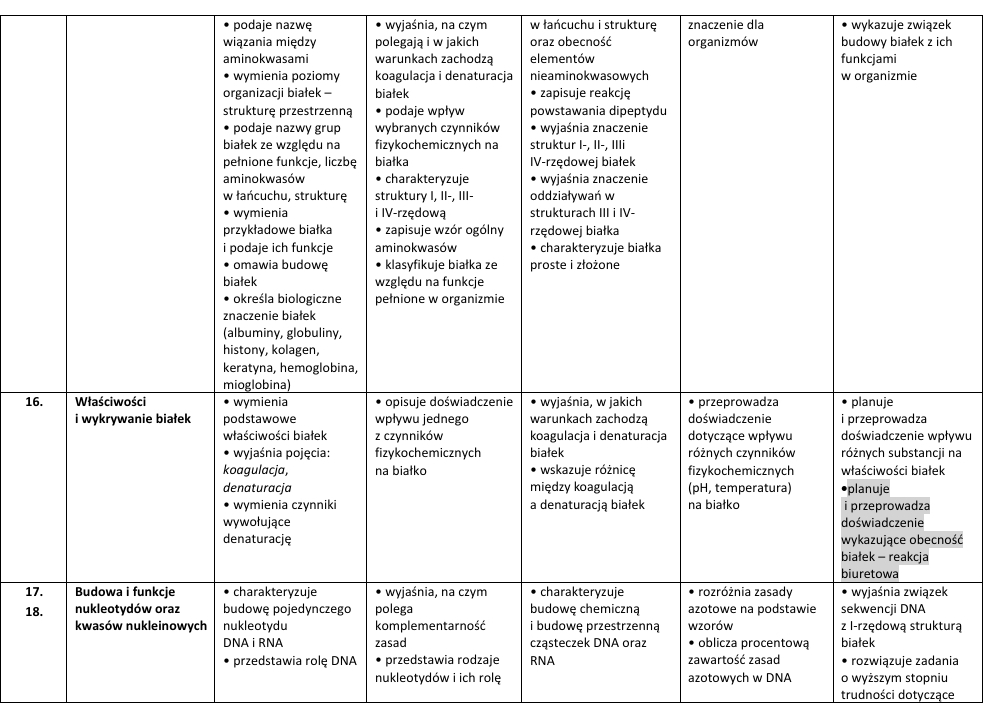 • podaje nazwę
wiązania między
aminokwasami
• wymienia poziomy
organizacji białek –
strukturę przestrzenną
• podaje nazwy grup
białek ze względu na
pełnione funkcje, liczbę
aminokwasów
w łańcuchu, strukturę
• wymienia
przykładowe białka
i podaje ich funkcje
• omawia budowę
białek
• określa biologiczne
znaczenie białek
(albuminy, globuliny,
histony, kolagen,
keratyna, hemoglobina,
mioglobina)
• wyjaśnia, na czym
polegają i w jakich
warunkach zachodzą
koagulacja i denaturacja
białek
• podaje wpływ
wybranych czynników
fizykochemicznych na
białka
• charakteryzuje
struktury I, II-, III-
i IV-rzędową
• zapisuje wzór ogólny
aminokwasów
• klasyfikuje białka ze
względu na funkcje
pełnione w organizmie
w łańcuchu i strukturę
oraz obecność
elementów
nieaminokwasowych
• zapisuje reakcję
powstawania dipeptydu
• wyjaśnia znaczenie
struktur I-, II-, IIIi
IV-rzędowej białek
• wyjaśnia znaczenie
oddziaływań w
strukturach III i IV-
rzędowej białka
• charakteryzuje białka
proste i złożone
znaczenie dla
organizmów
• wykazuje związek
budowy białek z ich
funkcjami
w organizmie
16.
Właściwości
i wykrywanie białek
• wymienia
podstawowe
właściwości białek
• wyjaśnia pojęcia:
koagulacja,
denaturacja
• wymienia czynniki
wywołujące
denaturację
• opisuje doświadczenie
wpływu jednego
z czynników
fizykochemicznych
na białko
• wyjaśnia, w jakich
warunkach zachodzą
koagulacja i denaturacja
białek
• wskazuje różnicę
między koagulacją
a denaturacją białek
• przeprowadza
doświadczenie
dotyczące wpływu
różnych czynników
fizykochemicznych
(pH, temperatura)
na białko
• planuje
i przeprowadza
doświadczenie wpływu
różnych substancji na
właściwości białek
•planuje
i przeprowadza
doświadczenie
wykazujące obecność
białek – reakcja
biuretowa
17.
18.
Budowa i funkcje
nukleotydów oraz
kwasów nukleinowych
• charakteryzuje
budowę pojedynczego
nukleotydu
DNA i RNA
• przedstawia rolę DNA
• wyjaśnia, na czym
polega
komplementarność
zasad
• przedstawia rodzaje
nukleotydów i ich rolę
• charakteryzuje
budowę chemiczną
i budowę przestrzenną
cząsteczek DNA oraz
RNA
• rozróżnia zasady
azotowe na podstawie
wzorów
• oblicza procentową
zawartość zasad
azotowych w DNA
• wyjaśnia związek
sekwencji DNA
z I-rzędową strukturą
białek
• rozwiązuje zadania
o wyższym stopniu
trudności dotyczące